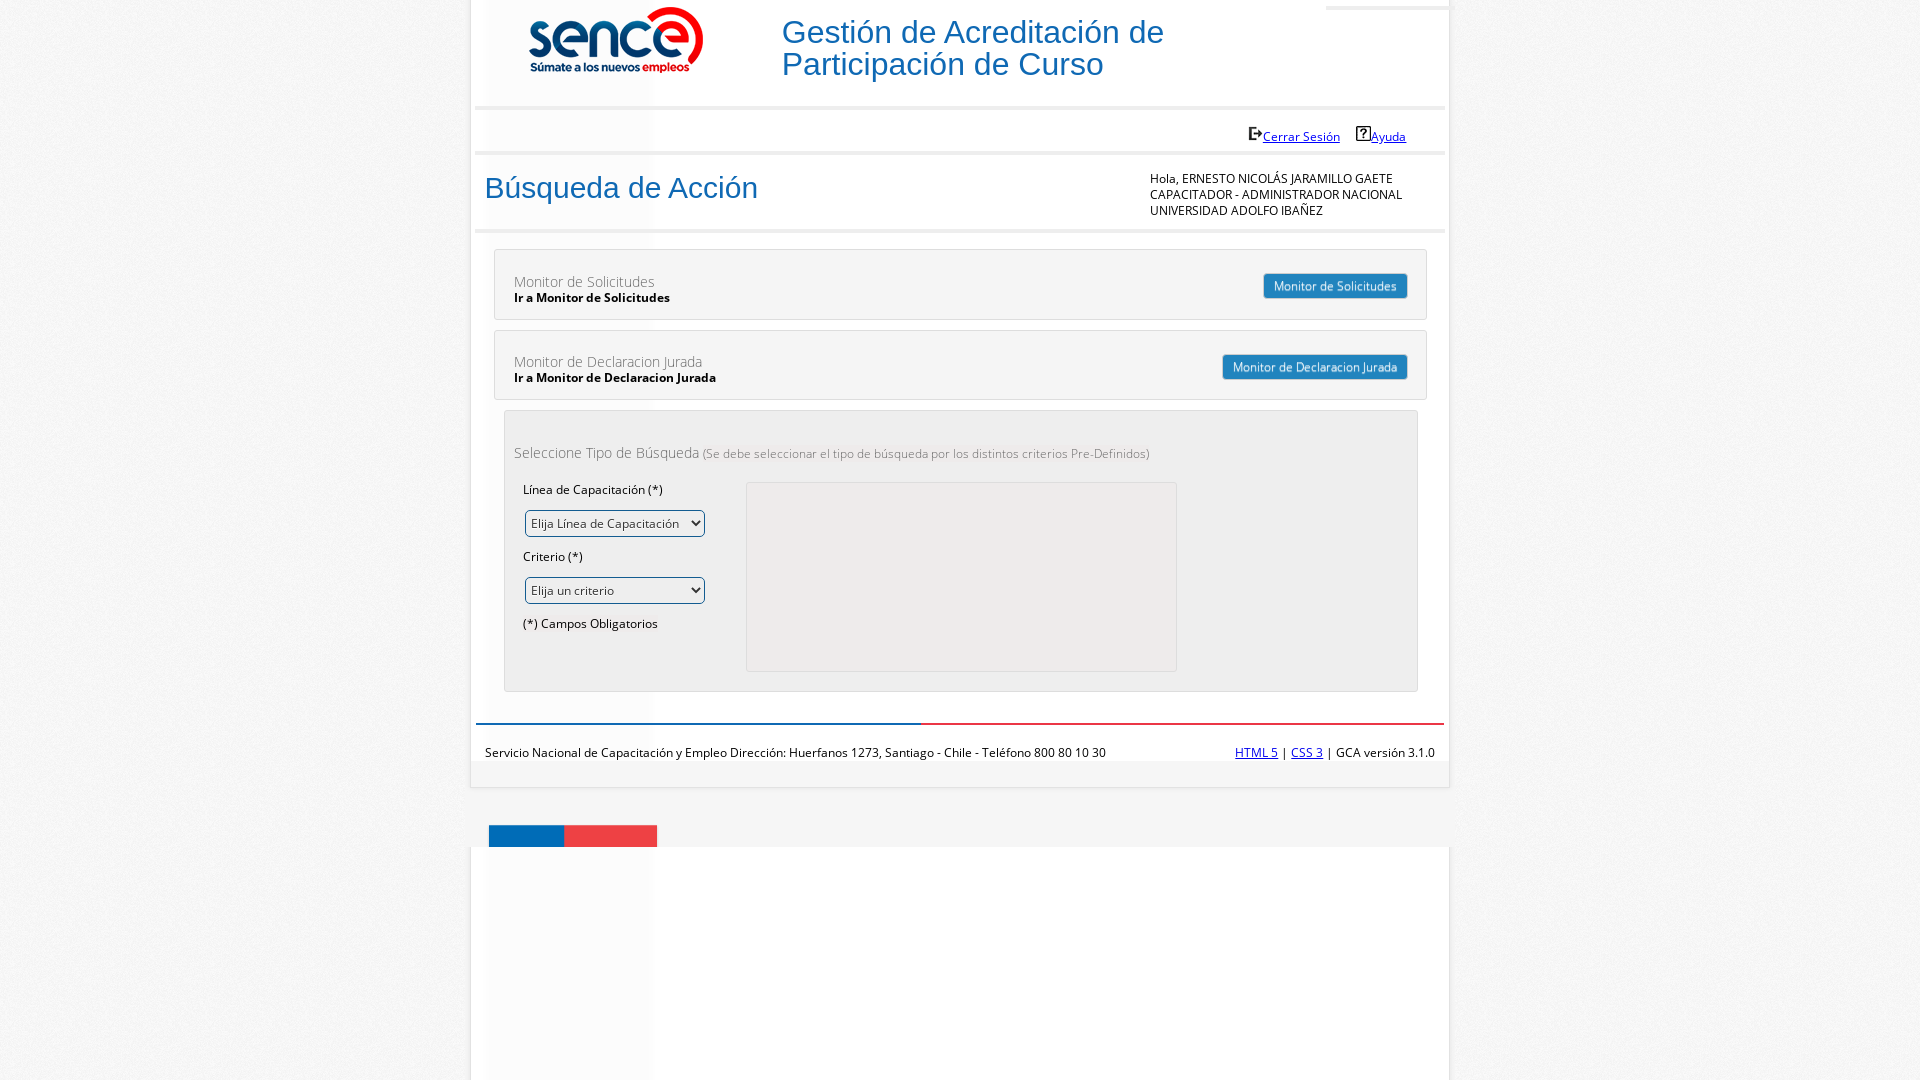 sence
Súmate a los nuevos empleos
Gestión de Acreditación de
Participación de Curso
Cerrar Sesión
Ayuda
Búsqueda de Acción
Hola, ERNESTO NICOLÁS JARAMILLO GAETE
CAPACITADOR - ADMINISTRADOR NACIONAL
UNIVERSIDAD ADOLFO IBAÑEZ
Monitor de Solicitudes
Ir a Monitor de Solicitudes
Monitor de Solicitudes
Monitor de Declaracion Jurada
Ir a Monitor de Declaracion Jurada
Monitor de Declaracion Jurada
Seleccione Tipo de Búsqueda (Se debe seleccionar el tipo de búsqueda por los distintos criterios Pre-Definidos)
Línea de Capacitación (*)
Elija Línea de Capacitación
Criterio (*)
Elija un criterio
(*) Campos Obligatorios
Servicio Nacional de Capacitación y Empleo Dirección: Huerfanos 1273, Santiago - Chile - Teléfono 800 80 10 30
HTML 5 | CSS 3 | GCA versión 3.1.0